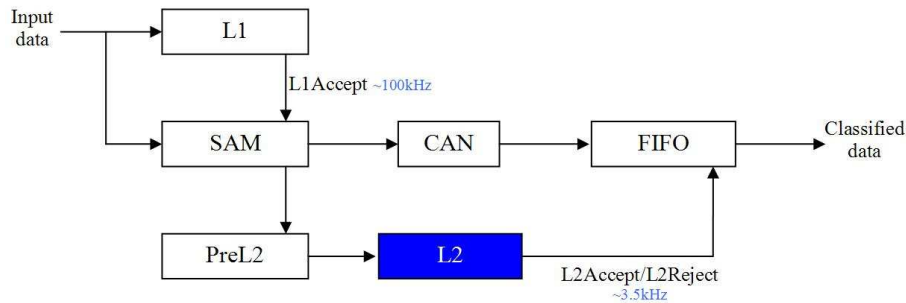 Input
data
L1
L1Accept ~100kHz
SAM
CAN
FIFO
Classified
data
PreL2
L2
L2Accept/L2Reject
~3.5kHz